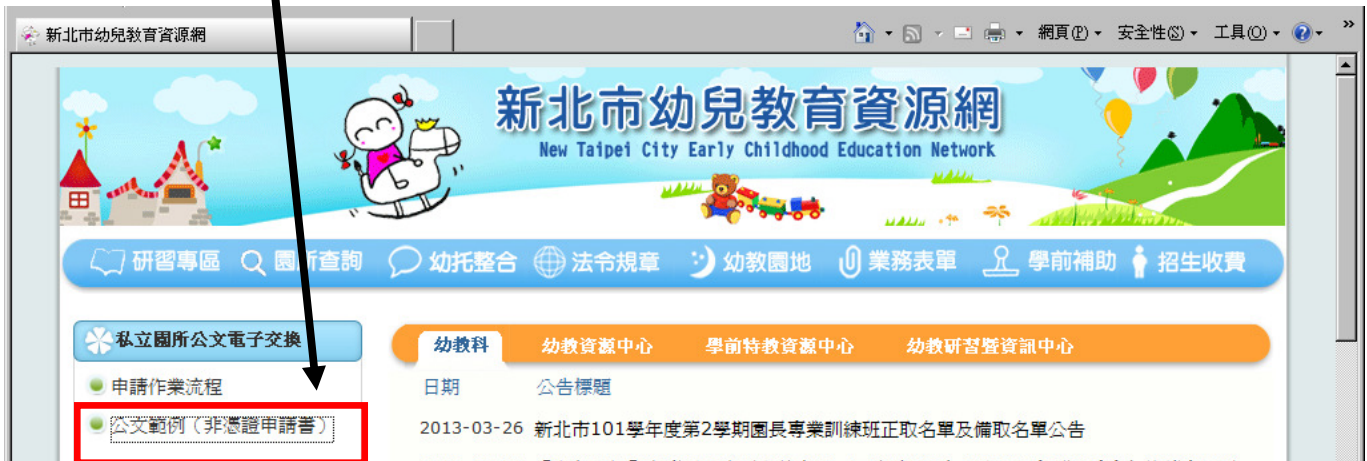 新北市幼兒教育資源網
網頁(P) 安全性(S) 工具(O)
新北市幼兒教育資源網
New Taipei City Early Childhood Education Network
研習專區 園所查詢 幼托整合 法令規章 幼教園地 業務表單 學前補助 招生收費
私立園所公文電子交換
幼教科 幼教資源中心 學前特教資源中心 幼教研習暨資訊中心
申請作業流程
日期 公告標題
公文範例(非憑證申請書)
2013-03-26 新北市101學年度第2學期園長專業訓練班正取名單及備取名單公告